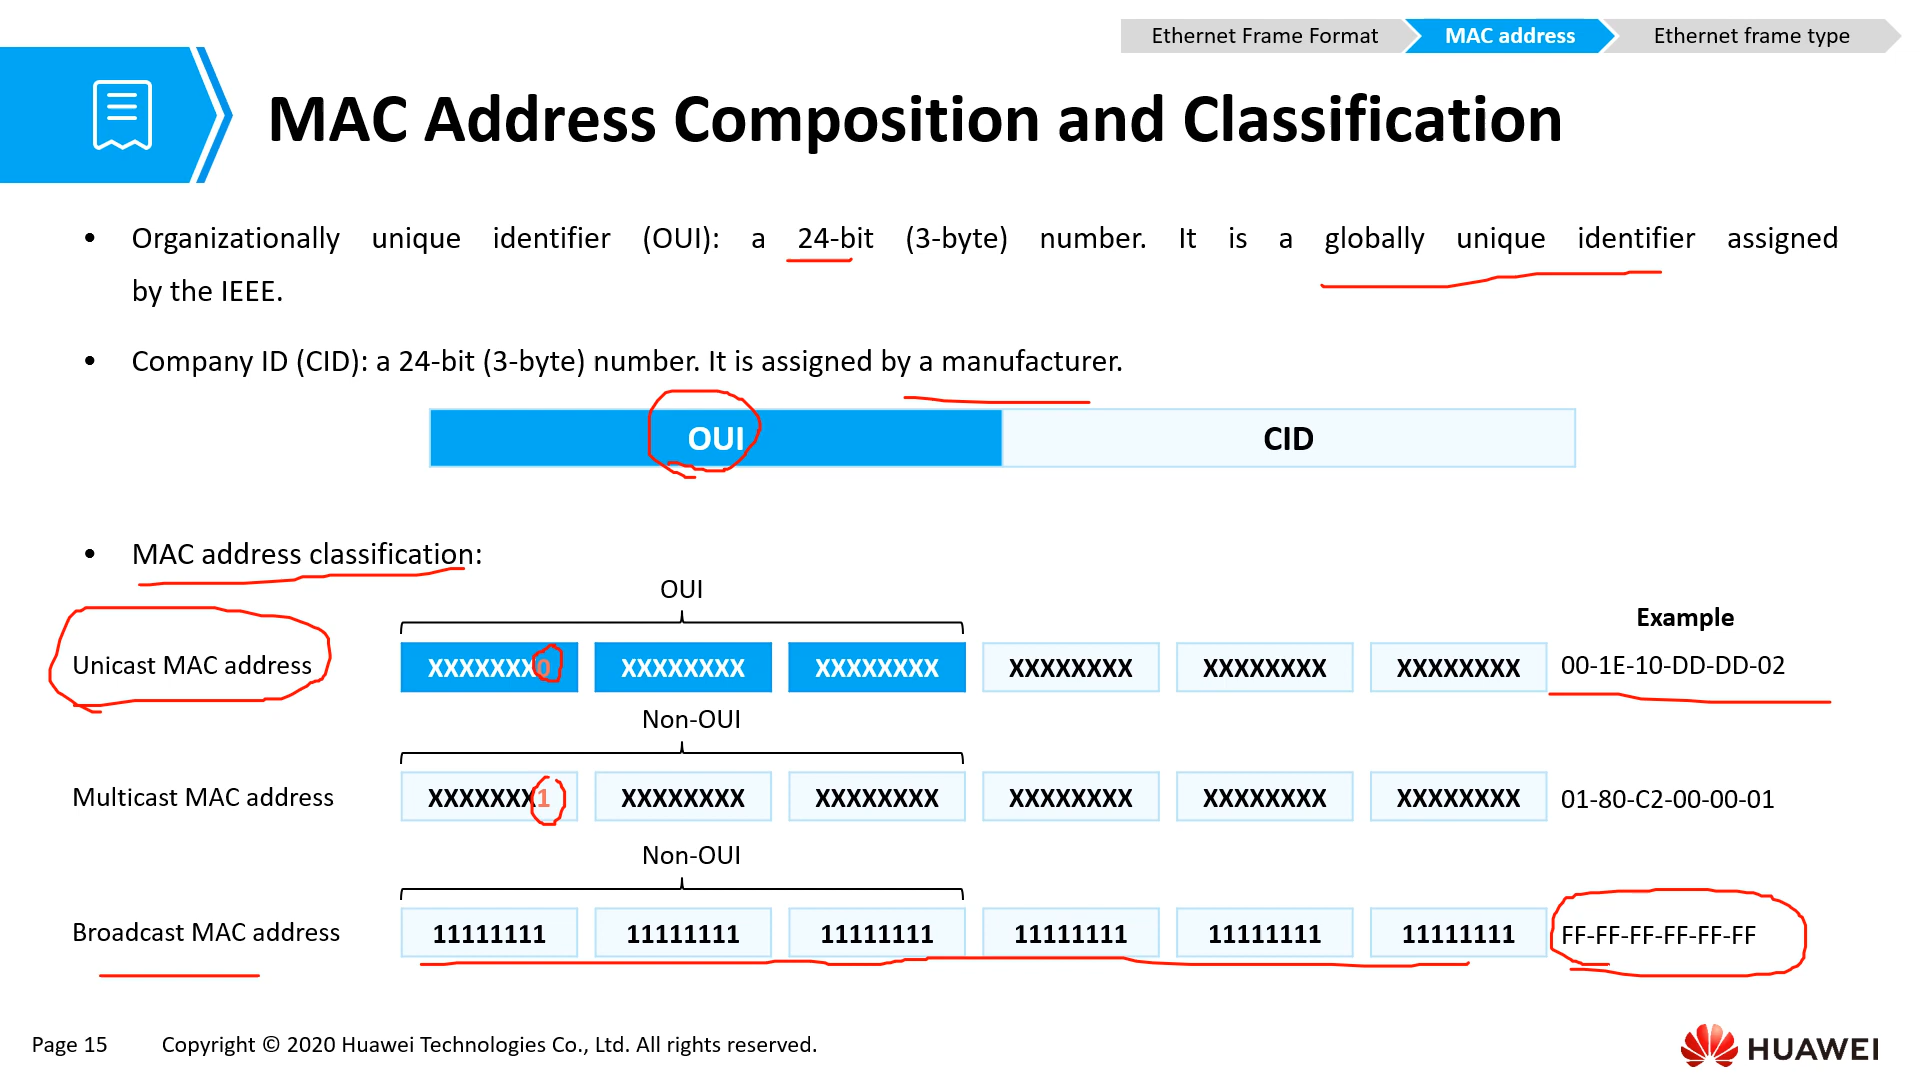 Ethernet Frame Format
MAC address
Ethernet frame type
MAC Address Composition and Classification
• Organizationally unique identifier (OUI): a 24-bit (3-byte) number. It is a globally unique identifier assigned
by the IEEE.
• Company ID (CID): a 24-bit (3-byte) number. It is assigned by a manufacturer.
OUI CID
• MAC address classification:
OUI
Example
Unicast MAC address XXXXXXX0 XXXXXXXX XXXXXXXX XXXXXXXX XXXXXXXX XXXXXXXX 00-1E-10-DD-DD-02
Non-OUI
Multicast MAC address XXXXXXX1 XXXXXXXX XXXXXXXX XXXXXXXX XXXXXXXX XXXXXXXX 01-80-C2-00-00-01
Non-OUI
Broadcast MAC address 11111111 11111111 11111111 11111111 11111111 11111111 FF-FF-FF-FF-FF-FF
Page 15 Copyright © 2020 Huawei Technologies Co., Ltd. All rights reserved.
HUAWEI